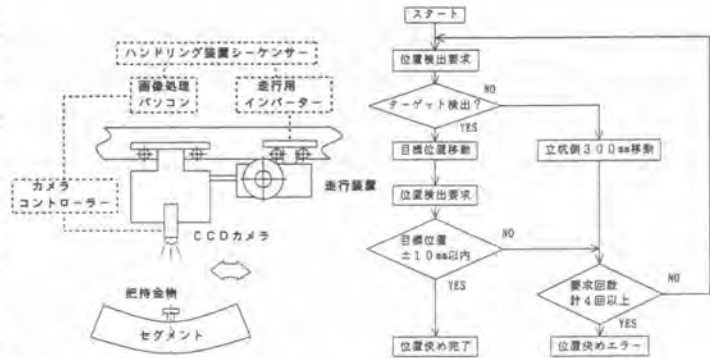 ハンドリング装置シーケンサー
画像処理
パソコン
走行用
インバーター
カメラ
コントローラー
走行装置
CCDカメラ
把持金物
セグメント
スタート
位置検出要求
ターゲット検出?
NO
YES
目標位置移動
立坑側300mm移動
位置検出要求
目標位置
±10mm以内
NO
YES
要求回数
計4回以上
NO
YES
位置決め完了
位置決めエラー